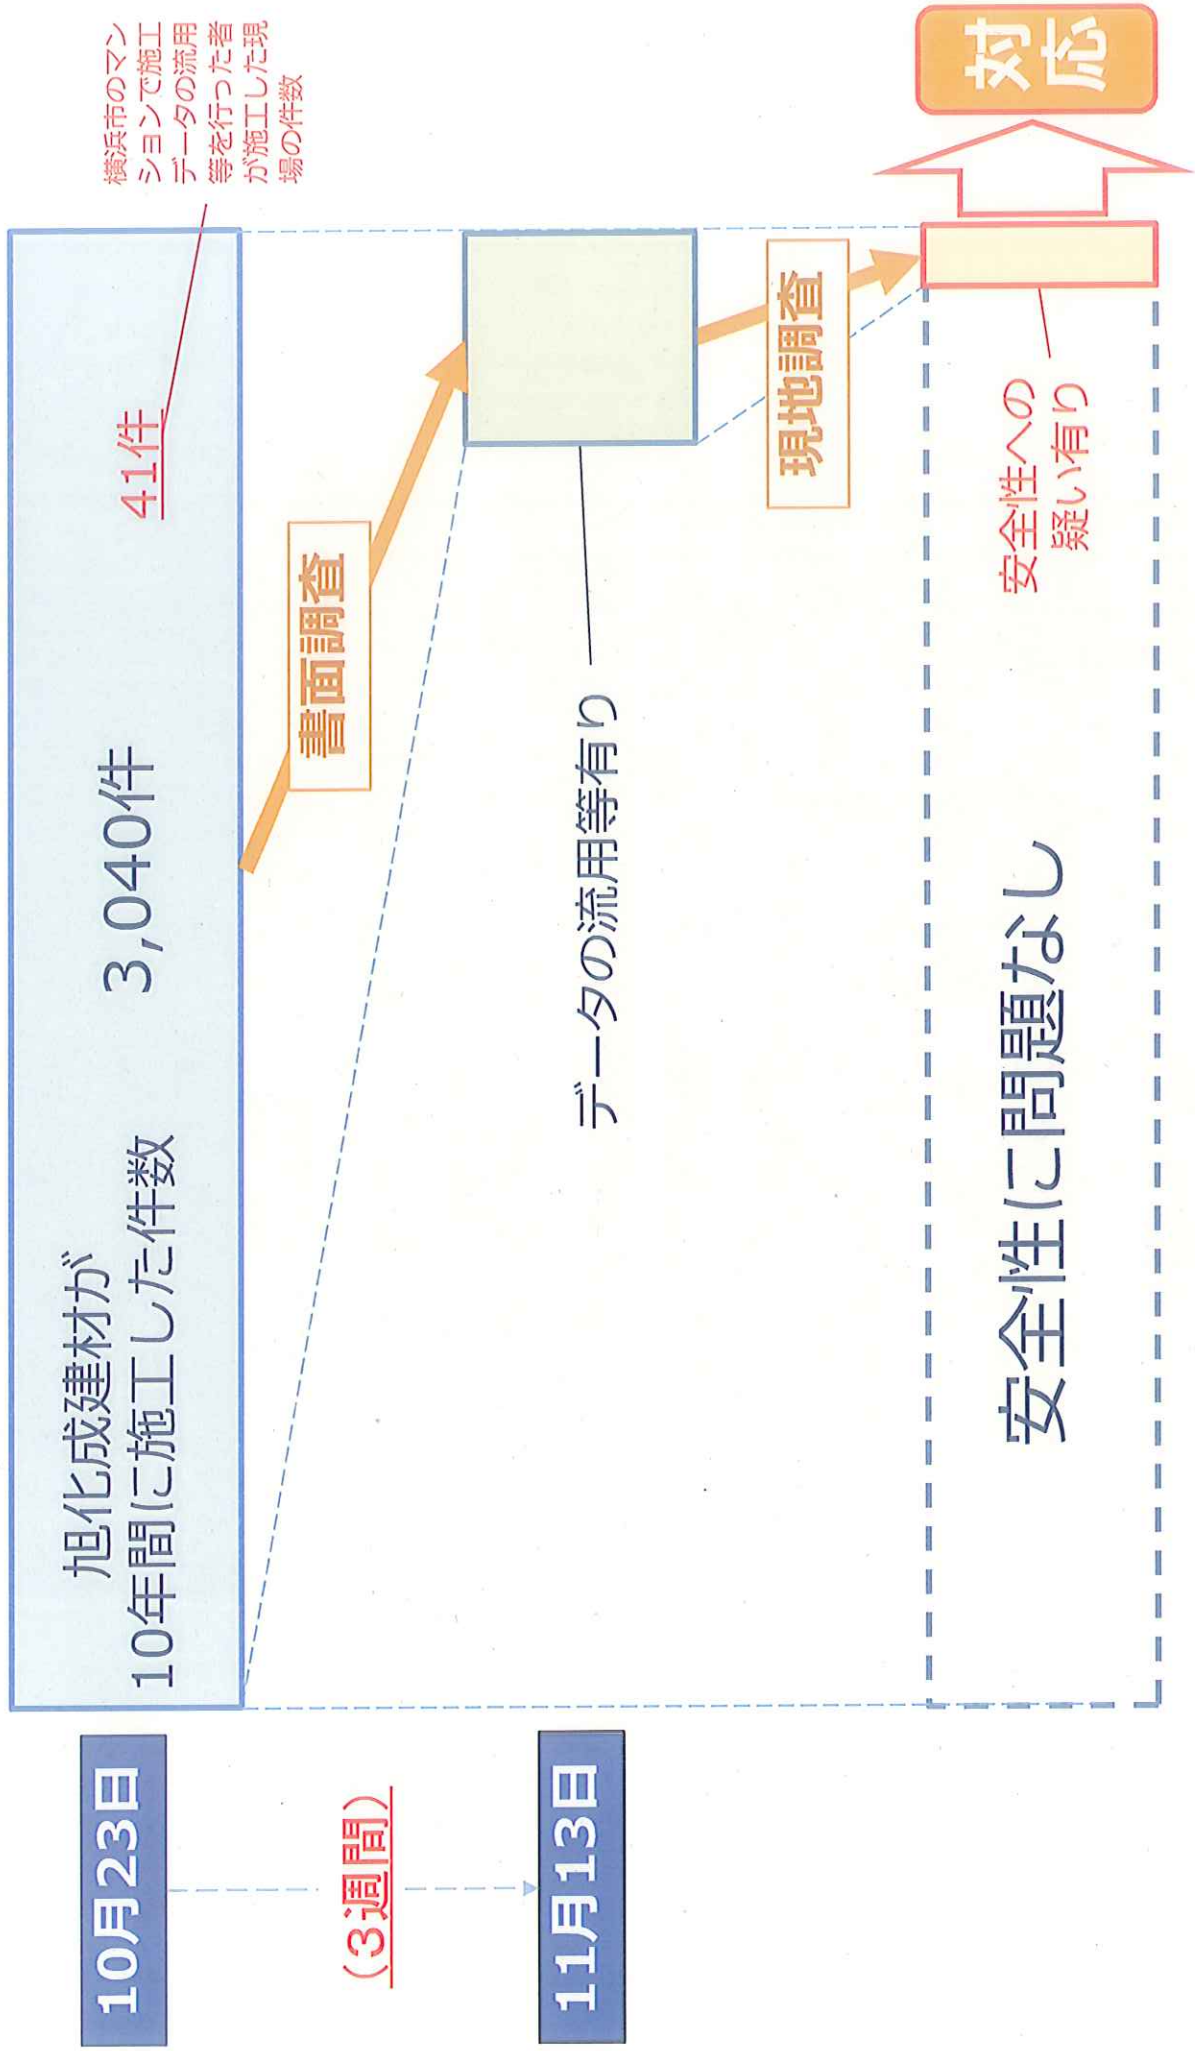 10月23日
旭化成建材が
10年間に施工した件数
3,040件
41件
横浜市のマン
ションで施工
データの流用
等を行った者
が施工した現
場の件数
書面調査
（3週間）
11月13日
データの流用等有り
現地調査
安全性に問題なし
安全性への
疑い有り
対
応